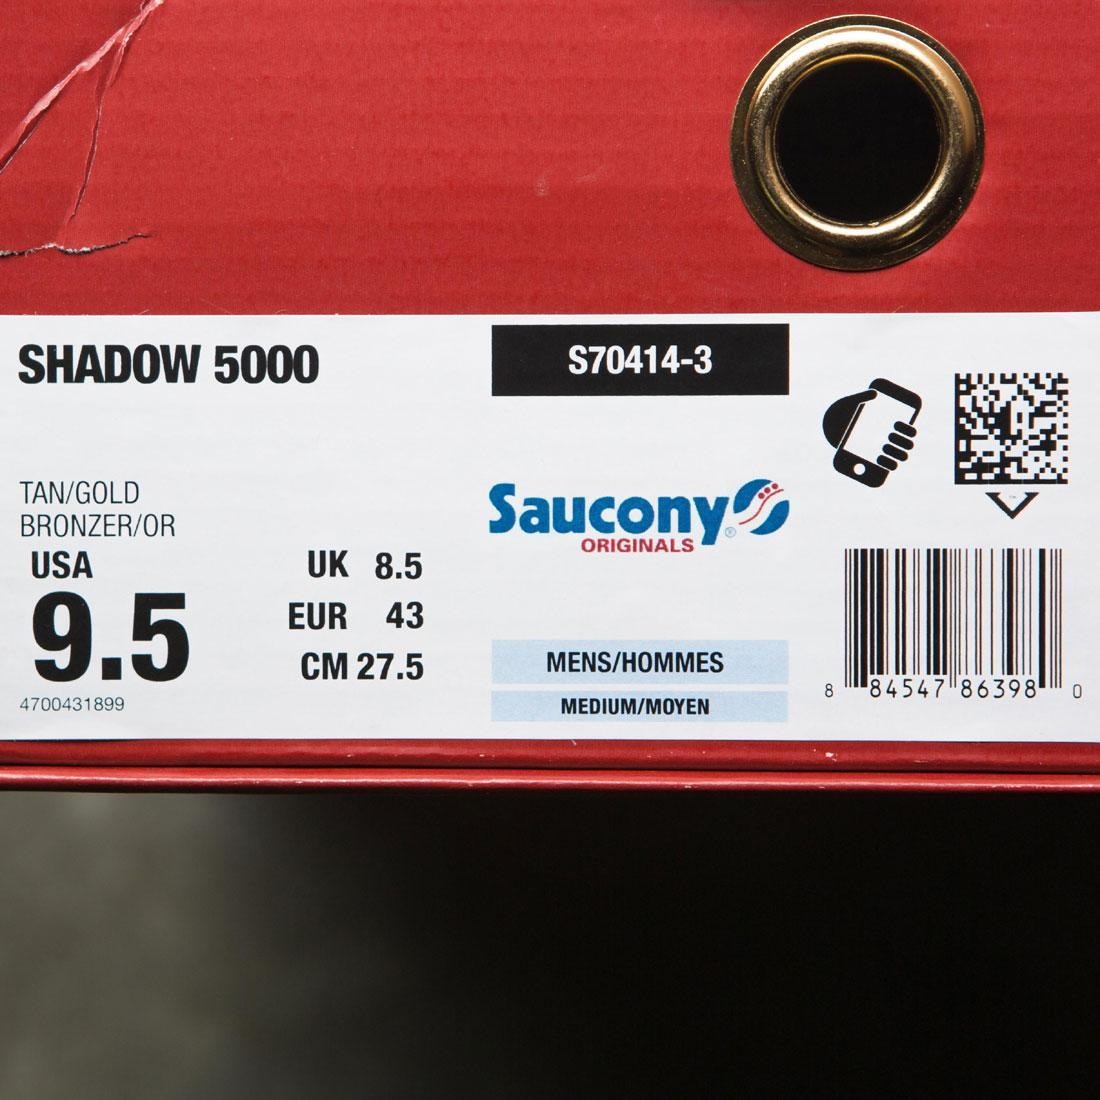 SHADOW 5000
S70414-3
TAN/GOLD
BRONZER/OR
USA
9.5
4700431899
UK 8.5
EUR 43
CM 27.5
Saucony®
ORIGINALS
MENS/HOMMES
MEDIUM/MOYEN
8 84547 86398 0